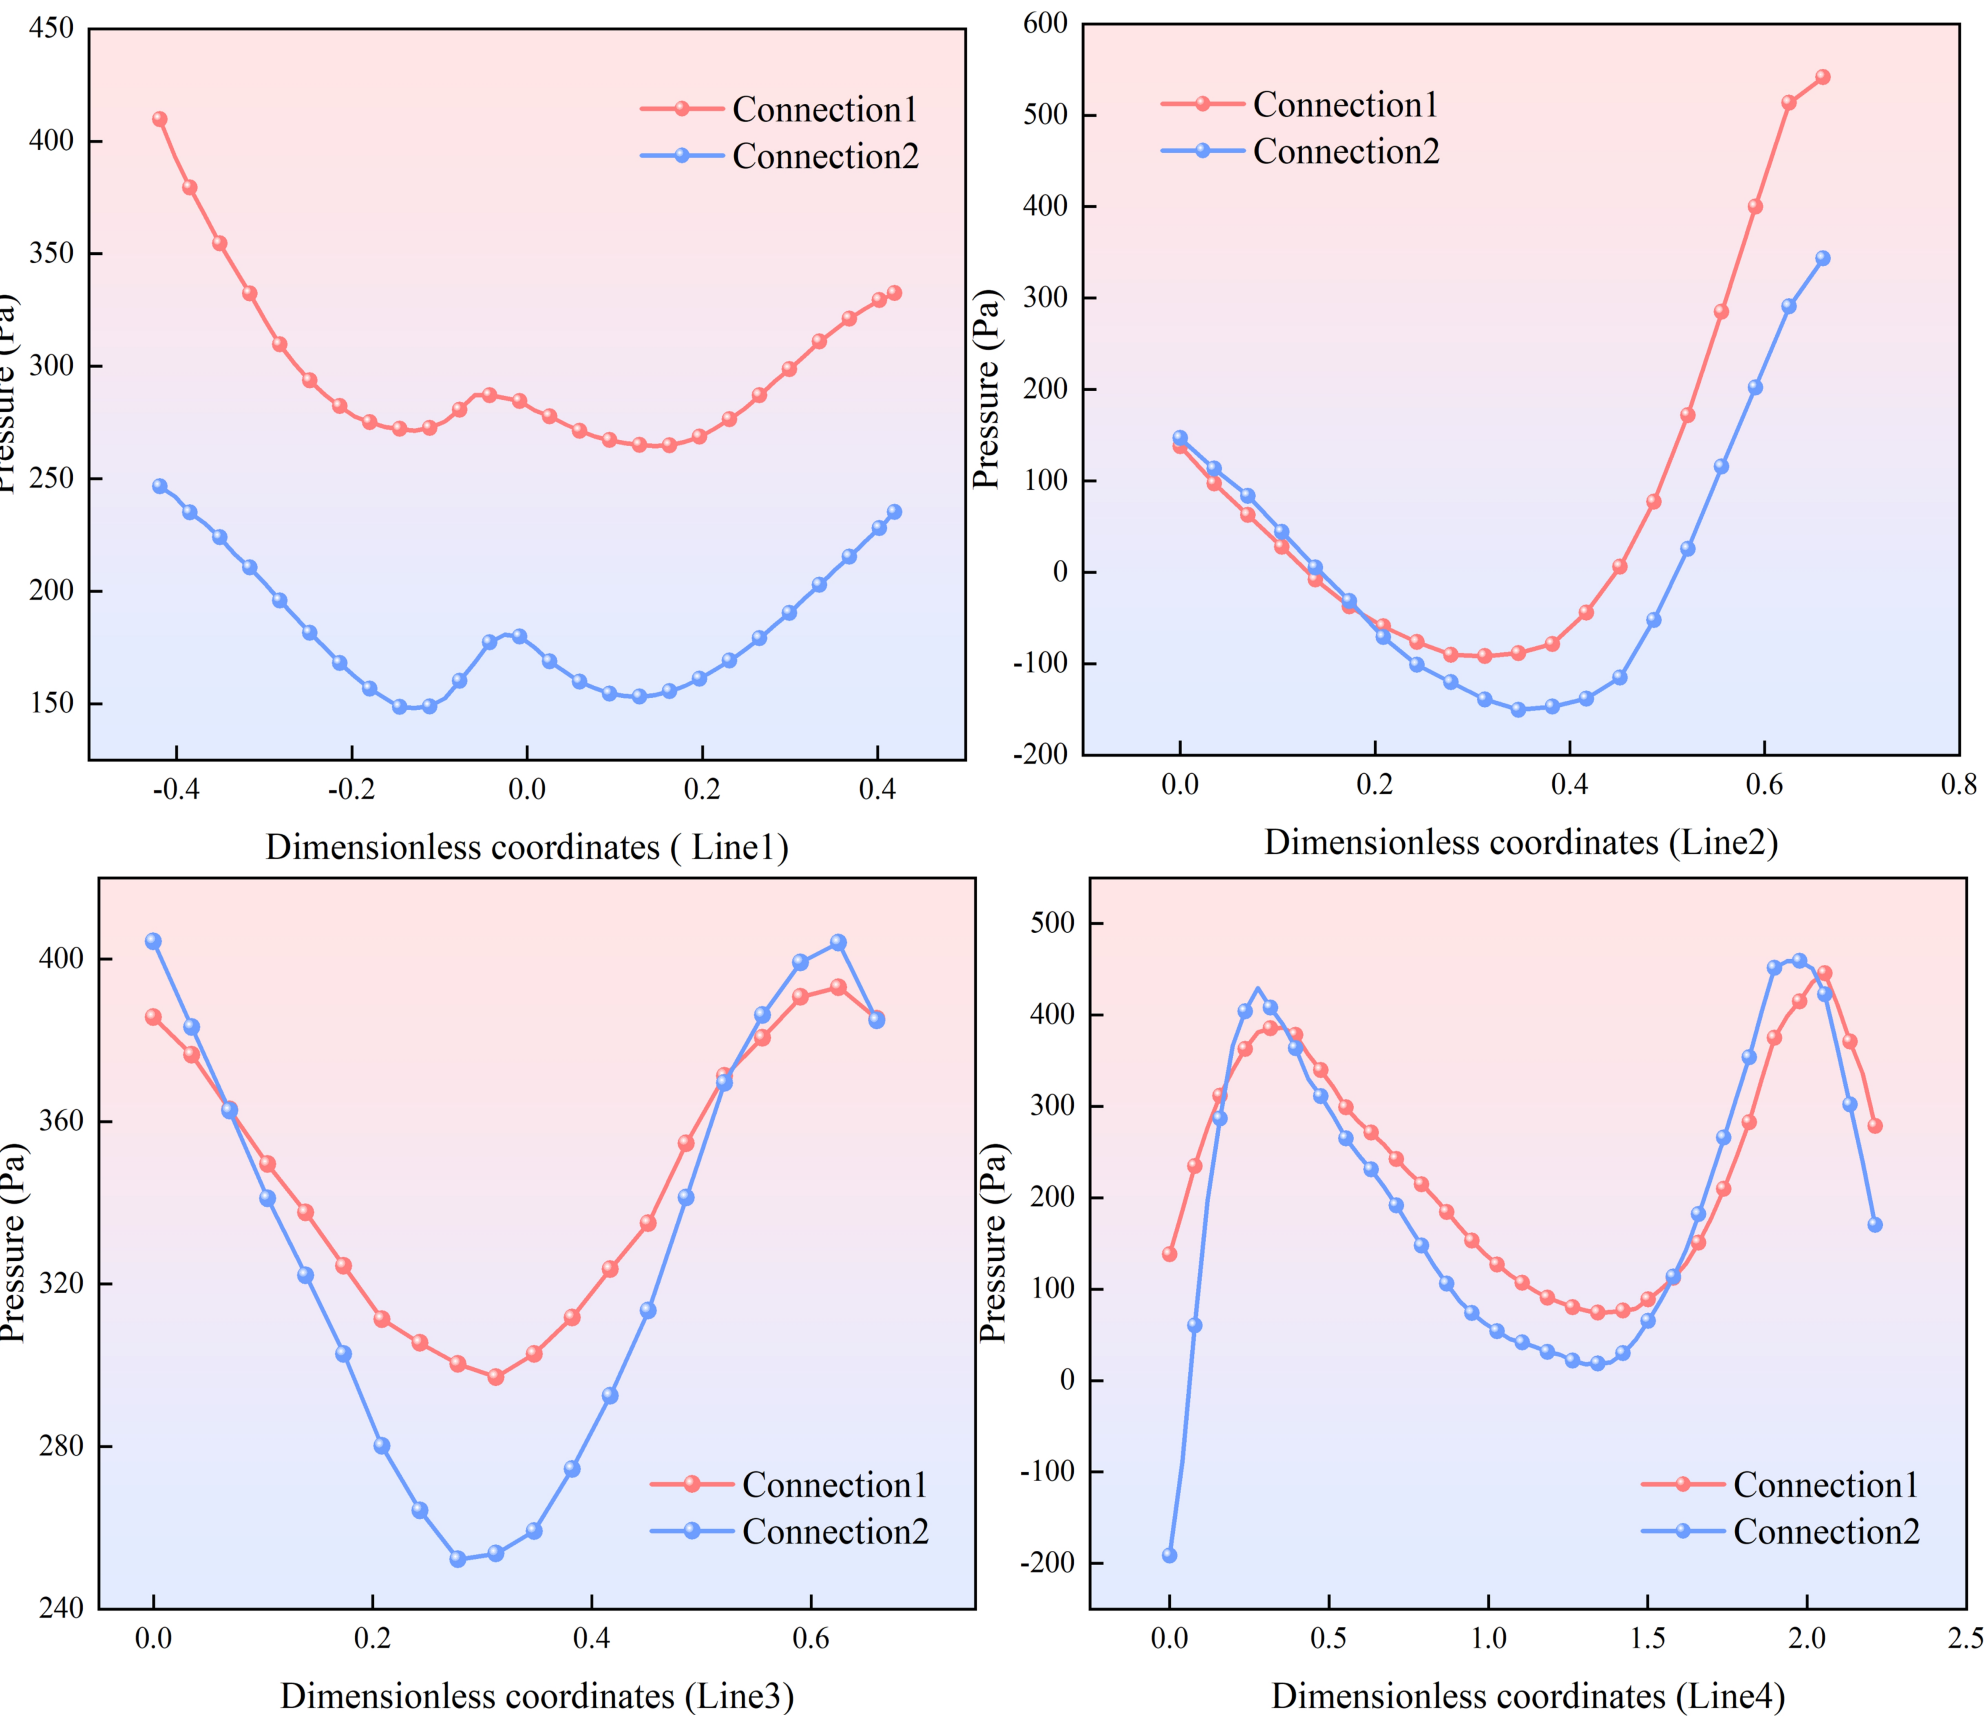 450
400
350
300
250
200
150
-0.4 -0.2 0.0 0.2 0.4
Pressure (Pa)
Dimensionless coordinates ( Line1)
Connection1
Connection2
600
500
400
300
200
100
0
-100
-200
0.0 0.2 0.4 0.6 0.8
Pressure (Pa)
Dimensionless coordinates (Line2)
Connection1
Connection2
400
360
320
280
240
0.0 0.2 0.4 0.6
Pressure (Pa)
Dimensionless coordinates (Line3)
Connection1
Connection2
500
400
300
200
100
0
-100
-200
0.0 0.5 1.0 1.5 2.0 2.5
Pressure (Pa)
Dimensionless coordinates (Line4)
Connection1
Connection2